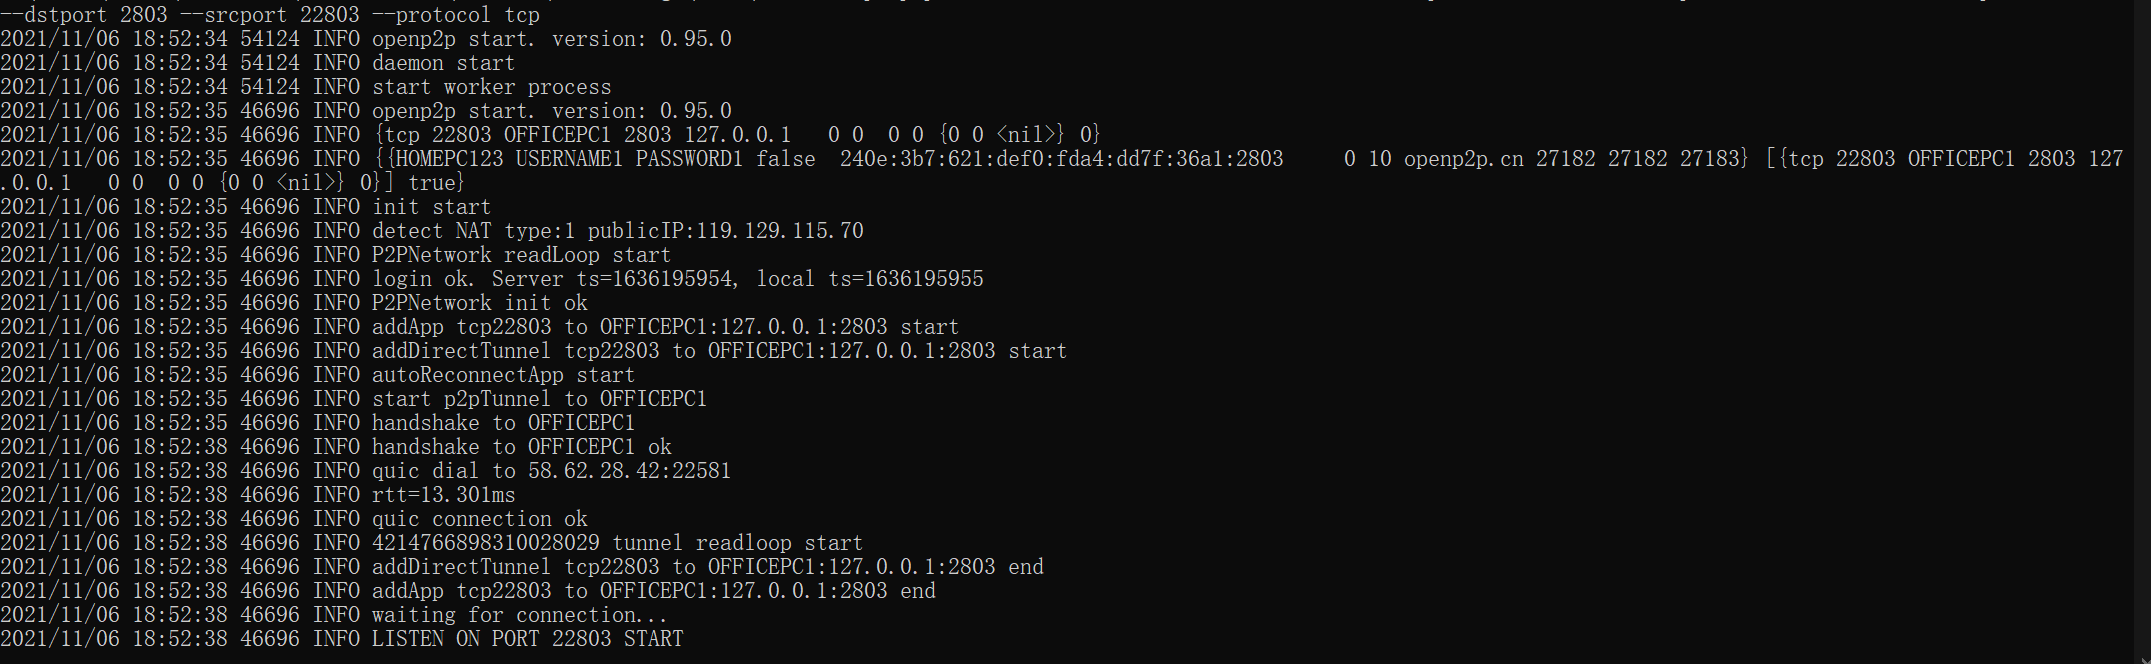 --dstport 2803 --srcport 22803 --protocol tcp
2021/11/06 18:52:34 54124 INFO openp2p start. version: 0.95.0
2021/11/06 18:52:34 54124 INFO daemon start
2021/11/06 18:52:34 54124 INFO start worker process
2021/11/06 18:52:35 46696 INFO openp2p start. version: 0.95.0
2021/11/06 18:52:35 46696 INFO {tcp 22803 OFFICEPC1 2803 127.0.0.1   0 0  0 0 {0 0 <nil>} 0}
2021/11/06 18:52:35 46696 INFO {{HOMEPC123 USERNAME1 PASSWORD1 false  240e:3b7:621:def0:fda4:dd7f:36a1:2803     0 10 openp2p.cn 27182 27182 27183} [{tcp 22803 OFFICEPC1 2803 127
.0.0.1   0 0  0 0 {0 0 <nil>} 0}] true}
2021/11/06 18:52:35 46696 INFO init start
2021/11/06 18:52:35 46696 INFO detect NAT type:1 publicIP:119.129.115.70
2021/11/06 18:52:35 46696 INFO P2PNetwork readLoop start
2021/11/06 18:52:35 46696 INFO login ok. Server ts=1636195954, local ts=1636195955
2021/11/06 18:52:35 46696 INFO P2PNetwork init ok
2021/11/06 18:52:35 46696 INFO addApp tcp22803 to OFFICEPC1:127.0.0.1:2803 start
2021/11/06 18:52:35 46696 INFO addDirectTunnel tcp22803 to OFFICEPC1:127.0.0.1:2803 start
2021/11/06 18:52:35 46696 INFO autoReconnectApp start
2021/11/06 18:52:35 46696 INFO start p2pTunnel to OFFICEPC1
2021/11/06 18:52:35 46696 INFO handshake to OFFICEPC1
2021/11/06 18:52:38 46696 INFO handshake to OFFICEPC1 ok
2021/11/06 18:52:38 46696 INFO quic dial to 58.62.28.42:22581
2021/11/06 18:52:38 46696 INFO rtt=13.301ms
2021/11/06 18:52:38 46696 INFO quic connection ok
2021/11/06 18:52:38 46696 INFO 4214766898310028029 tunnel readloop start
2021/11/06 18:52:38 46696 INFO addDirectTunnel tcp22803 to OFFICEPC1:127.0.0.1:2803 end
2021/11/06 18:52:38 46696 INFO addApp tcp22803 to OFFICEPC1:127.0.0.1:2803 end
2021/11/06 18:52:38 46696 INFO waiting for connection...
2021/11/06 18:52:38 46696 INFO LISTEN ON PORT 22803 START